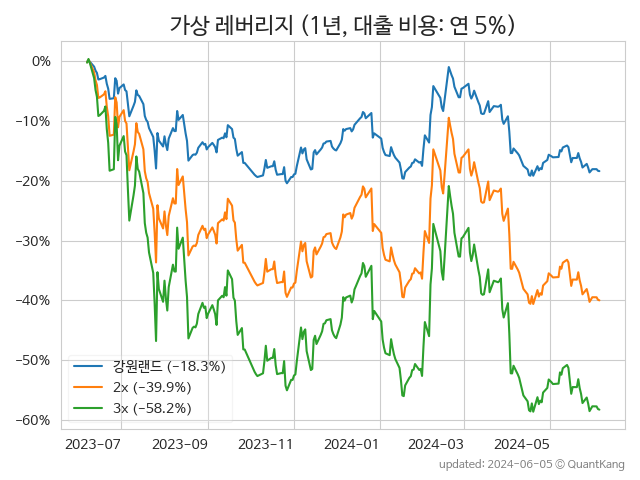 가상 레버리지 (1년, 대출 비용: 연 5%)
0%
−10%
−20%
−30%
−40%
−50%
−60%
강원랜드 (−18.3%)
2x (−39.9%)
3x (−58.2%)
2023-07 2023-09 2023-11 2024-01 2024-03 2024-05
updated: 2024-06-05 © QuantKang